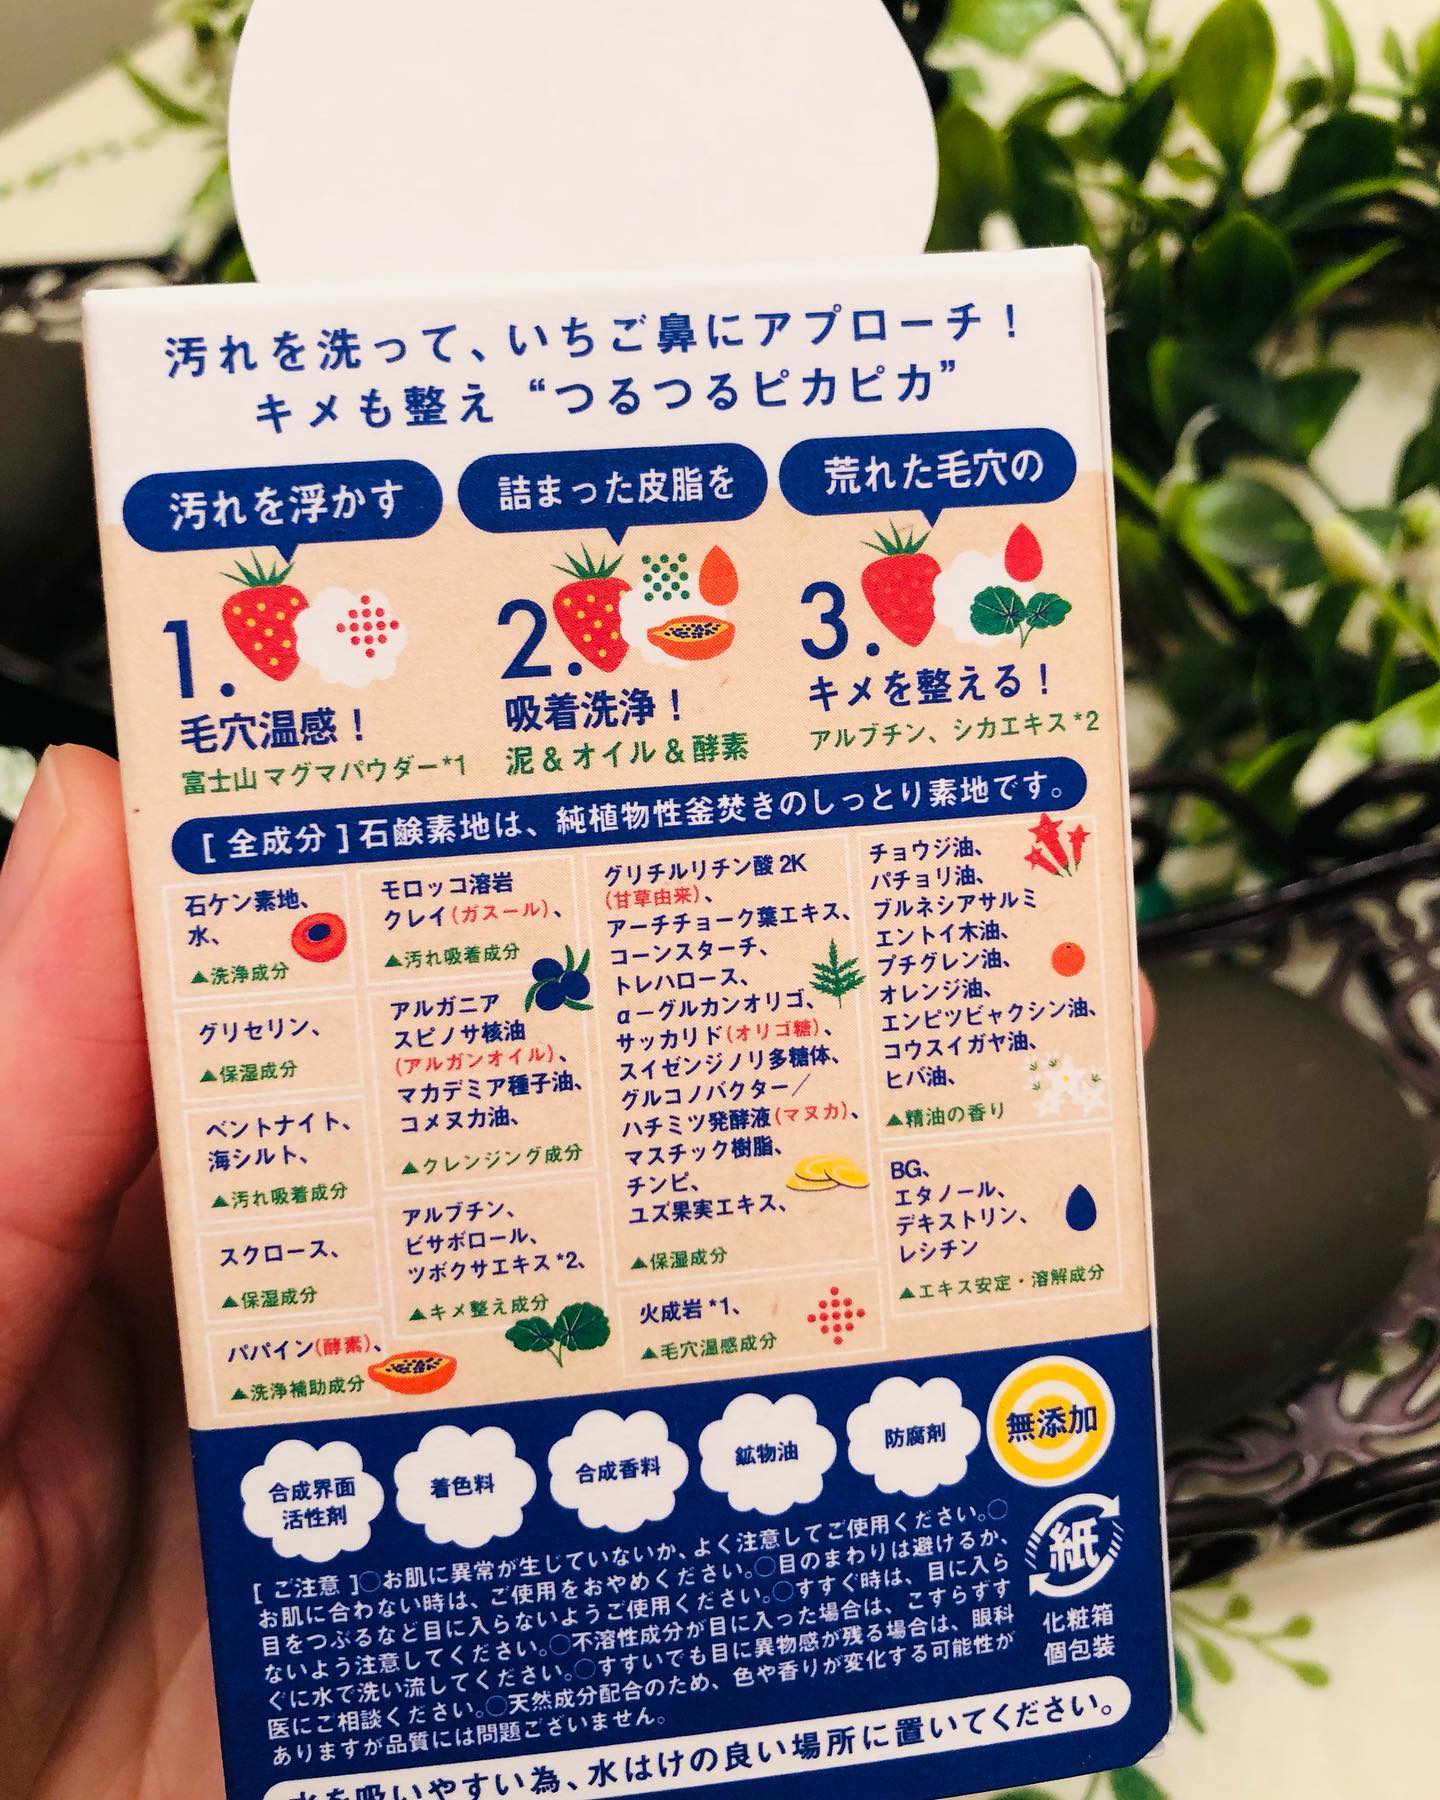 汚れを洗って、いちご鼻にアプローチ！
キメも整え “つるつるピカピカ”
汚れを浮かす
1.
毛穴温感！
富士山マグマパウダー*1
詰まった皮脂を
2.
吸着洗浄！
泥＆オイル＆酵素
荒れた毛穴の
3.
キメを整える！
アルブチン、シカエキス*2
[ 全成分 ] 石鹸素地は、純植物性釜焚きのしっとり素地です。
石ケン素地、
水、
▲洗浄成分
グリセリン、
▲保湿成分
ベントナイト、
海シルト、
▲汚れ吸着成分
スクロース、
▲保湿成分
パパイン(酵素)、
▲洗浄補助成分
モロッコ溶岩
クレイ(ガスール)、
▲汚れ吸着成分
アルガニア
スピノサ核油
(アルガンオイル)、
マカデミア種子油、
コメヌカ油、
▲クレンジング成分
アルブチン、
ビサボロール、
ツボクサエキス*2、
▲キメ整え成分
グリチルリチン酸 2K
(甘草由来)、
アーチチョーク葉エキス、
コーンスターチ、
トレハロース、
α－グルカンオリゴ、
サッカリド(オリゴ糖)、
スイゼンジノリ多糖体、
グルコノバクター／
ハチミツ発酵液(マヌカ)、
マスチック樹脂、
チンピ、
ユズ果実エキス、
▲保湿成分
火成岩*1、
▲毛穴温感成分
チョウジ油、
パチョリ油、
ブルネシアサルミ
エントイ木油、
プチグレン油、
オレンジ油、
エンピツビャクシン油、
コウスイガヤ油、
ヒバ油、
▲精油の香り
BG、
エタノール、
デキストリン、
レシチン
▲エキス安定・溶解成分
合成界面
活性剤
着色料
合成香料
鉱物油
防腐剤
無添加
[ ご注意 ]○お肌に異常が生じていないか、よく注意してご使用ください。○
お肌に合わない時は、ご使用をおやめください。○目のまわりは避けるか、
目をつぶるなど目に入らないようご使用ください。○すすぐ時は、目に入ら
ないよう注意してください。○不溶性成分が目に入った場合は、こすらずす
ぐに水で洗い流してください。○すすいでも目に異物感が残る場合は、眼科
医にご相談ください。○天然成分配合のため、色や香りが変化する可能性が
ありますが品質には問題ございません。
紙
化粧箱
個包装
水を吸いやすい為、水はけの良い場所に置いてください。